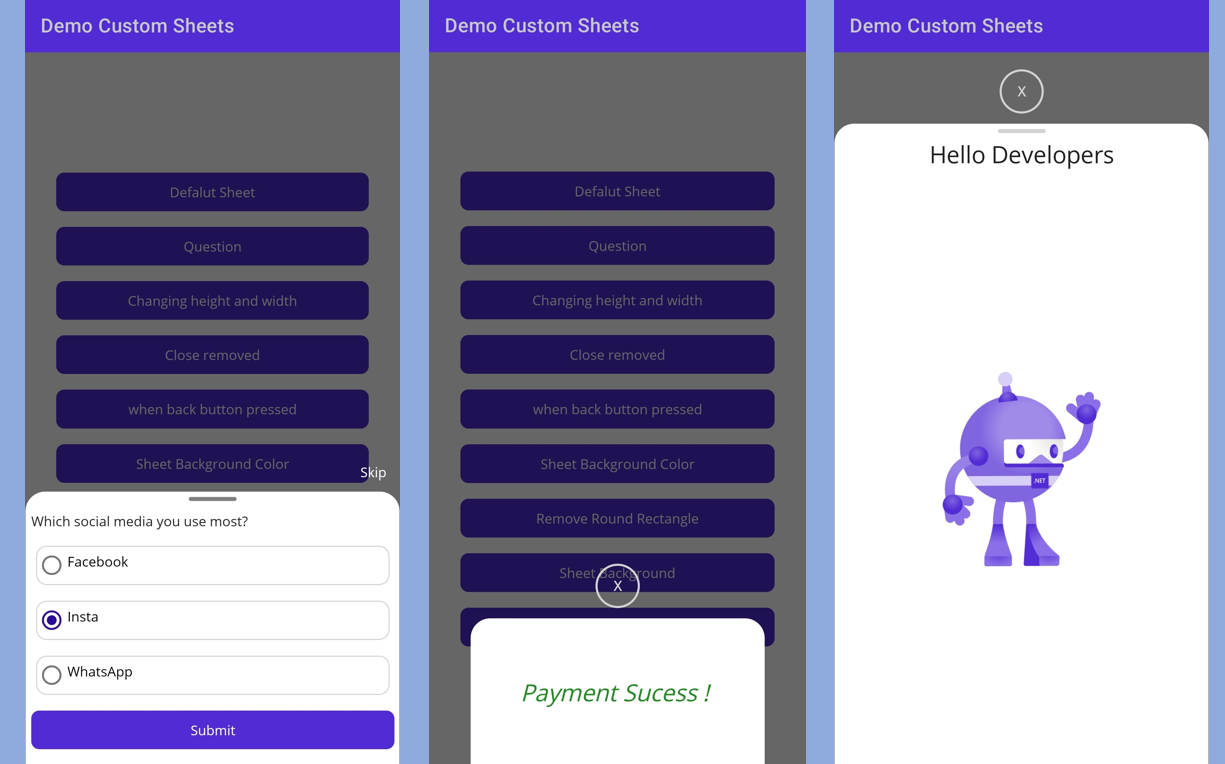 Demo Custom Sheets
Defalut Sheet
Question
Changing height and width
Close removed
when back button pressed
Sheet Background Color
Skip
Which social media you use most?
Facebook
Insta
WhatsApp
Submit
Demo Custom Sheets
Defalut Sheet
Question
Changing height and width
Close removed
when back button pressed
Sheet Background Color
Remove Round Rectangle
Sheet Background
X
Payment Sucess !
Demo Custom Sheets
X
Hello Developers
.NET